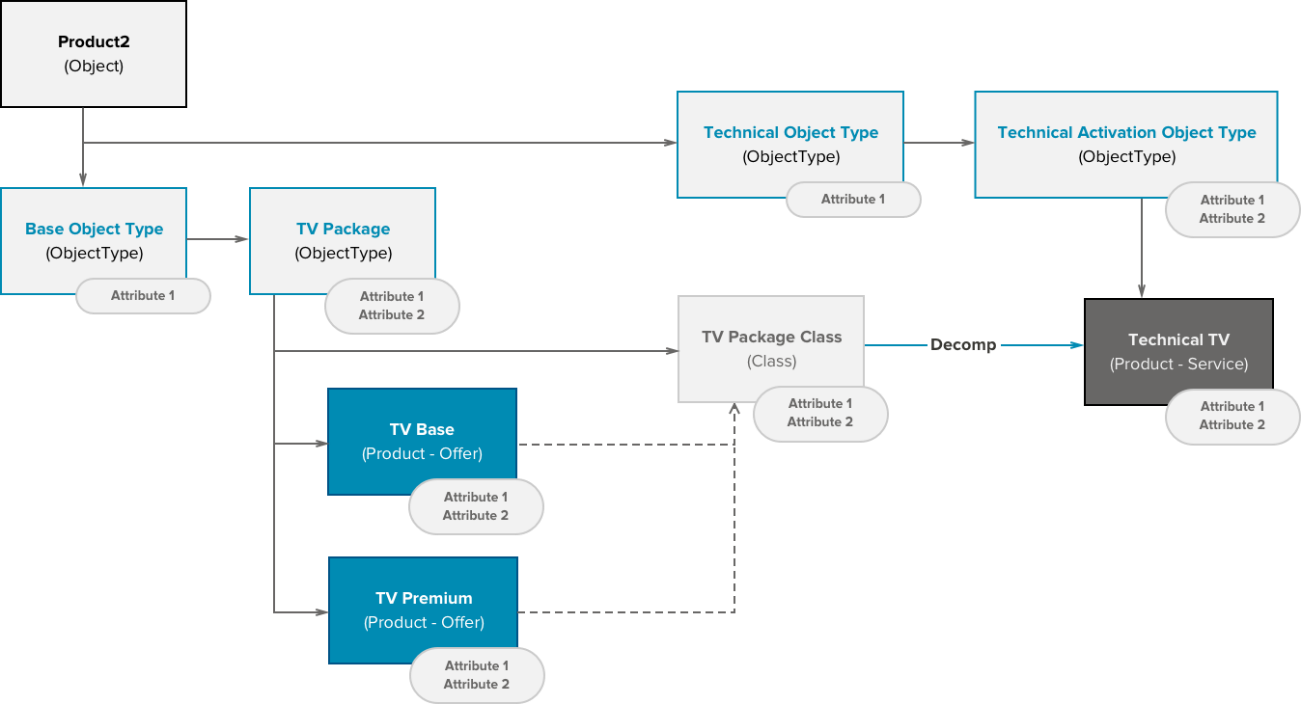 Product2
(Object)
Technical Object Type
(ObjectType)
Attribute 1
Technical Activation Object Type
(ObjectType)
Attribute 1
Attribute 2
Base Object Type
(ObjectType)
Attribute 1
TV Package
(ObjectType)
Attribute 1
Attribute 2
TV Package Class
(Class)
Attribute 1
Attribute 2
Decomp
Technical TV
(Product - Service)
Attribute 1
Attribute 2
TV Base
(Product - Offer)
Attribute 1
Attribute 2
TV Premium
(Product - Offer)
Attribute 1
Attribute 2